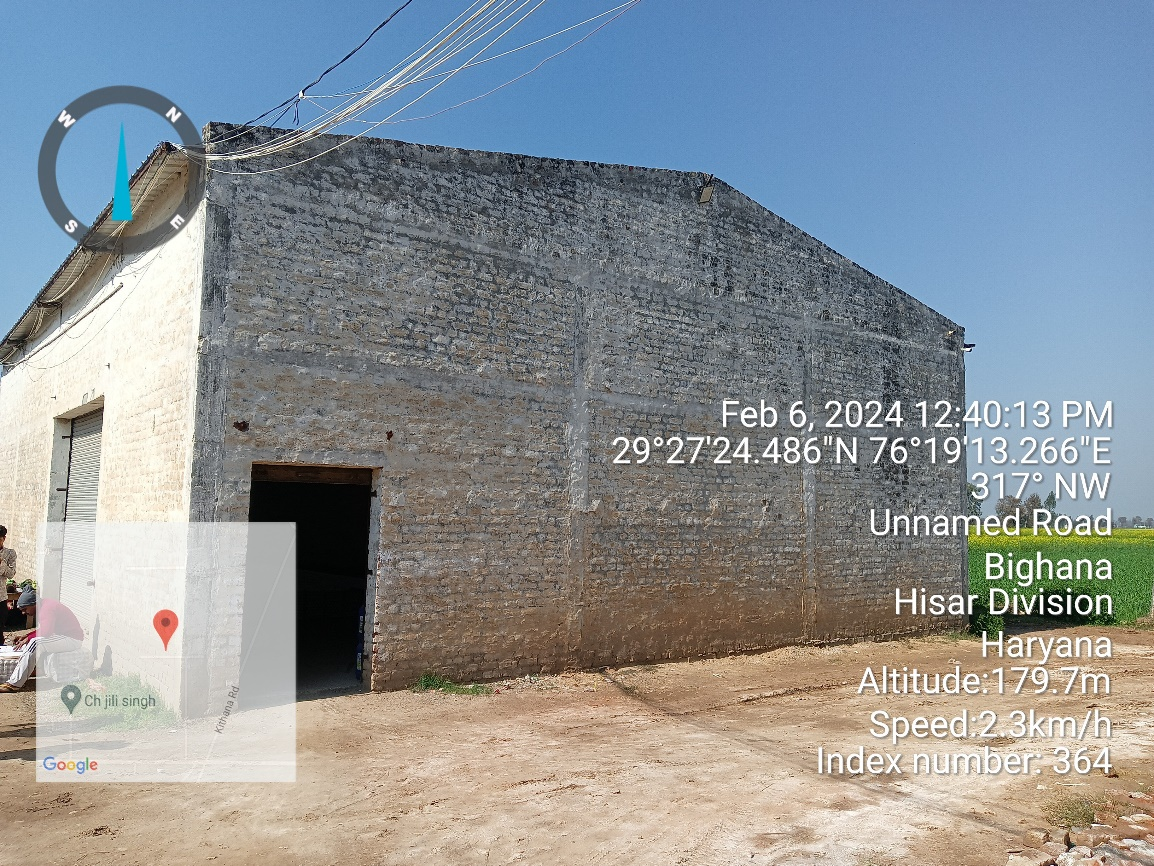 N
W
E
S
Feb 6, 2024 12:40:13 PM
29°27'24.486"N 76°19'13.266"E
317° NW
Unnamed Road
Bighana
Hisar Division
Haryana
Altitude:179.7m
Speed:2.3km/h
Index number: 364
Ch jili singh
Kithana Rd
Google